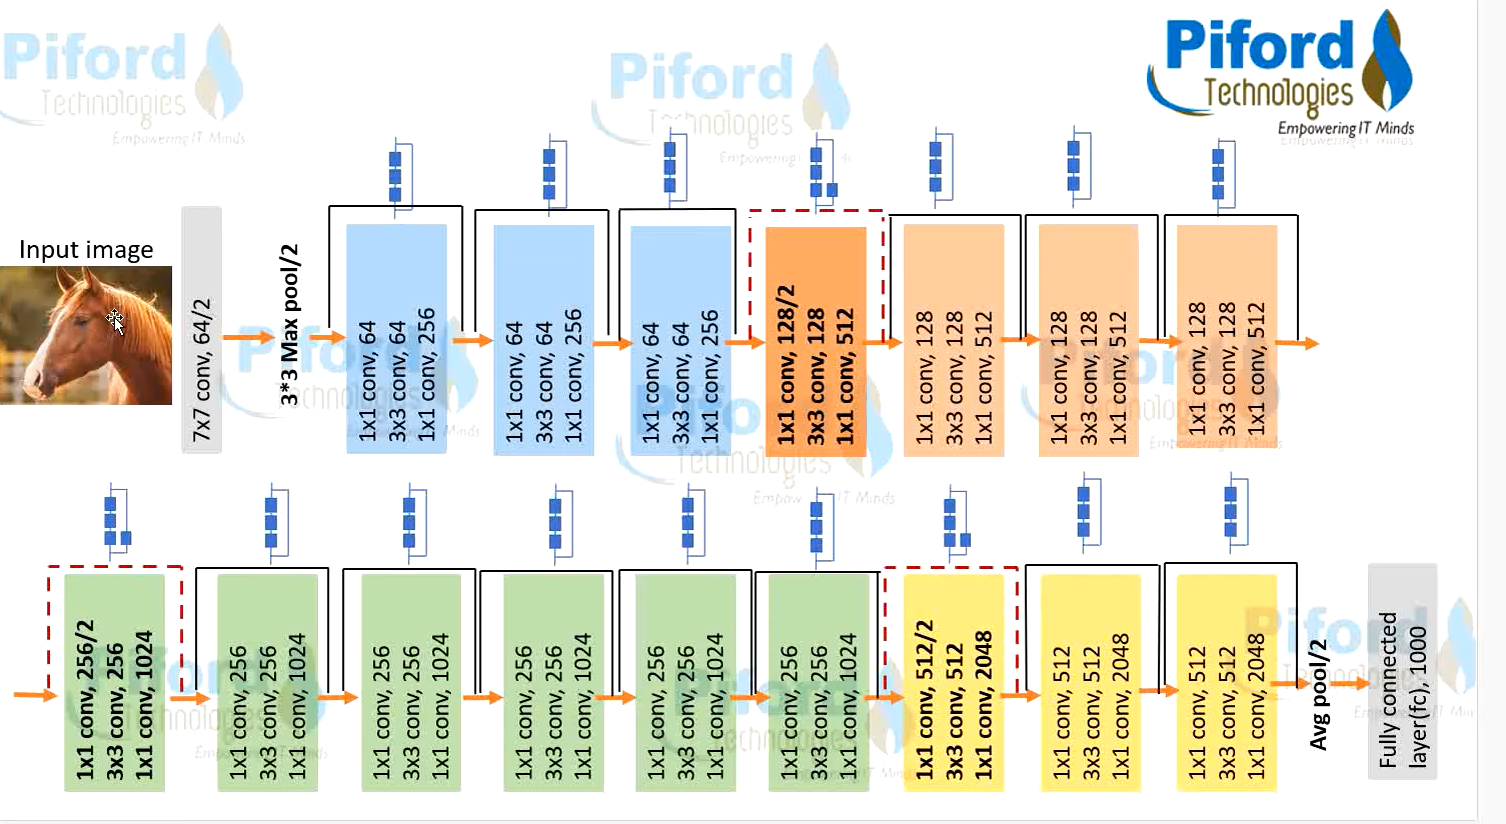 Piford
Technologies
Empowering IT Minds
Piford
Technologies
Empowering
Piford
Technologies
Empowering IT Minds
Input image
7x7 conv, 64/2
3*3 Max pool/2
1x1 conv, 64
3x3 conv, 64
1x1 conv, 256
1x1 conv, 64
3x3 conv, 64
1x1 conv, 256
1x1 conv, 64
3x3 conv, 64
1x1 conv, 256
1x1 conv, 128/2
3x3 conv, 128
1x1 conv, 512
1x1 conv, 128
3x3 conv, 128
1x1 conv, 512
1x1 conv, 128
3x3 conv, 128
1x1 conv, 512
1x1 conv, 128
3x3 conv, 128
1x1 conv, 512
1x1 conv, 256/2
3x3 conv, 256
1x1 conv, 1024
1x1 conv, 256
3x3 conv, 256
1x1 conv, 1024
1x1 conv, 256
3x3 conv, 256
1x1 conv, 1024
1x1 conv, 256
3x3 conv, 256
1x1 conv, 1024
1x1 conv, 256
3x3 conv, 256
1x1 conv, 1024
1x1 conv, 256
3x3 conv, 256
1x1 conv, 1024
1x1 conv, 512/2
3x3 conv, 512
1x1 conv, 2048
1x1 conv, 512
3x3 conv, 512
1x1 conv, 2048
1x1 conv, 512
3x3 conv, 512
1x1 conv, 2048
Avg pool/2
Fully connected
layer(fc), 1000